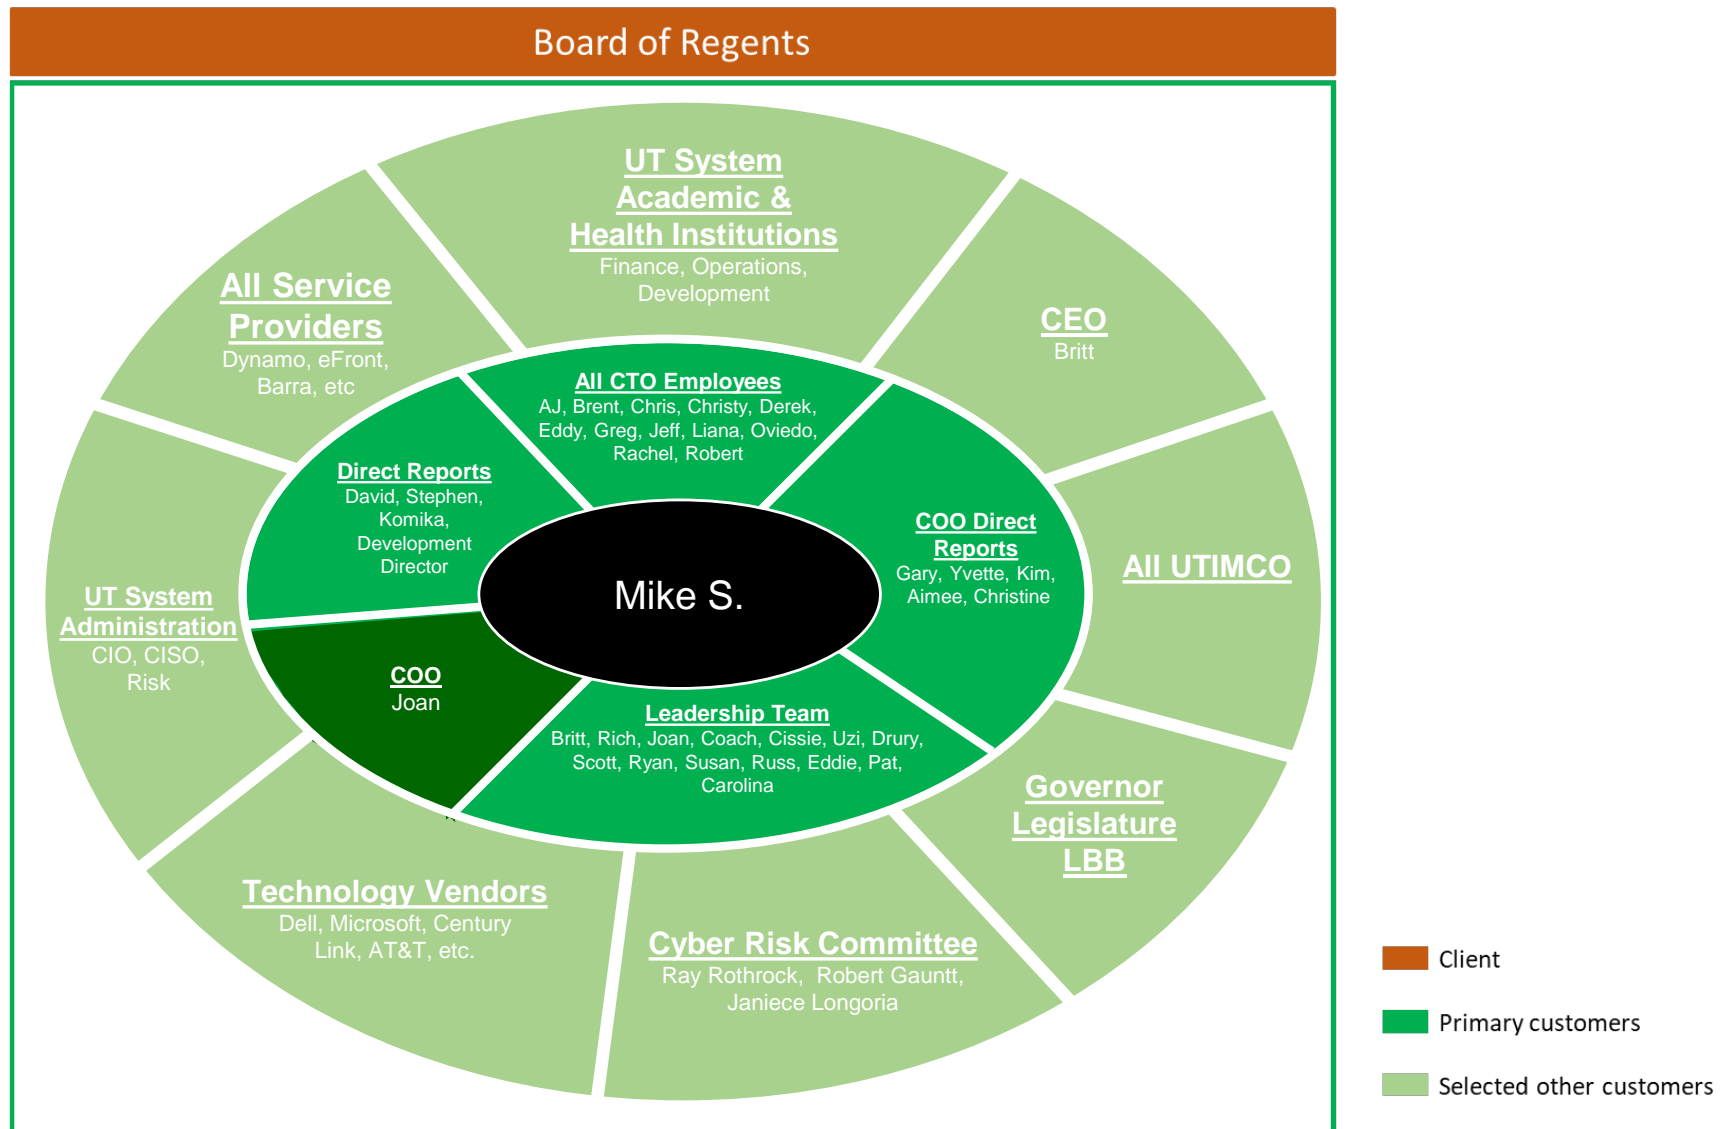 Board of Regents
UT System
Academic &
Health Institutions
Finance, Operations,
Development
All Service
Providers
Dynamo, eFront,
Barra, etc
CEO
Britt
All CTO Employees
AJ, Brent, Chris, Christy, Derek,
Eddy, Greg, Jeff, Liana, Oviedo,
Rachel, Robert
Direct Reports
David, Stephen,
Komika,
Development
Director
COO Direct
Reports
Gary, Yvette, Kim,
Aimee, Christine
All UTIMCO
Mike S.
UT System
Administration
CIO, CISO,
Risk
COO
Joan
Leadership Team
Britt, Rich, Joan, Coach, Cissie, Uzi, Drury,
Scott, Ryan, Susan, Russ, Eddie, Pat,
Carolina
Governor
Legislature
LBB
Technology Vendors
Dell, Microsoft, Century
Link, AT&T, etc.
Cyber Risk Committee
Ray Rothrock,  Robert Gauntt,
Janiece Longoria
Client
Primary customers
Selected other customers